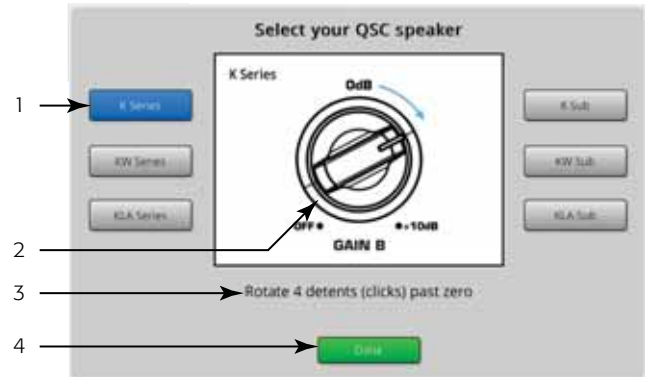 Select your QSC speaker
1
K Series
K Series
0dB
K Sub
KW Series
KW Sub
KLA Series
KLA Sub
2
OFF
+10dB
GAIN B
3
Rotate 4 detents (clicks) past zero
4
Done